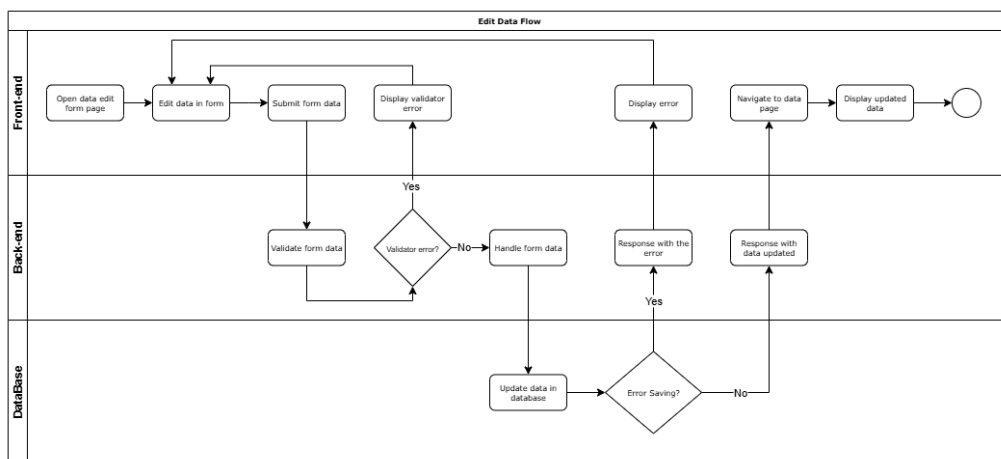 Edit Data Flow
Front-end
Open data edit
form page
Edit data in form
Submit form data
Display validator
error
Display error
Navigate to data
page
Display updated
data
Yes
Back-end
Validate form data
Validator error?
No
Handle form data
Response with the
error
Response with
data updated
Yes
DataBase
Update data in
database
Error Saving?
No